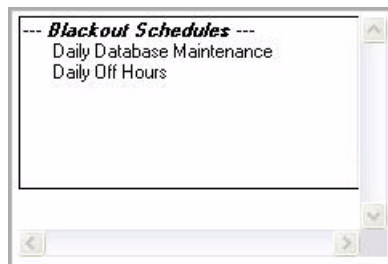 --- Blackout Schedules ---
Daily Database Maintenance
Daily Off Hours